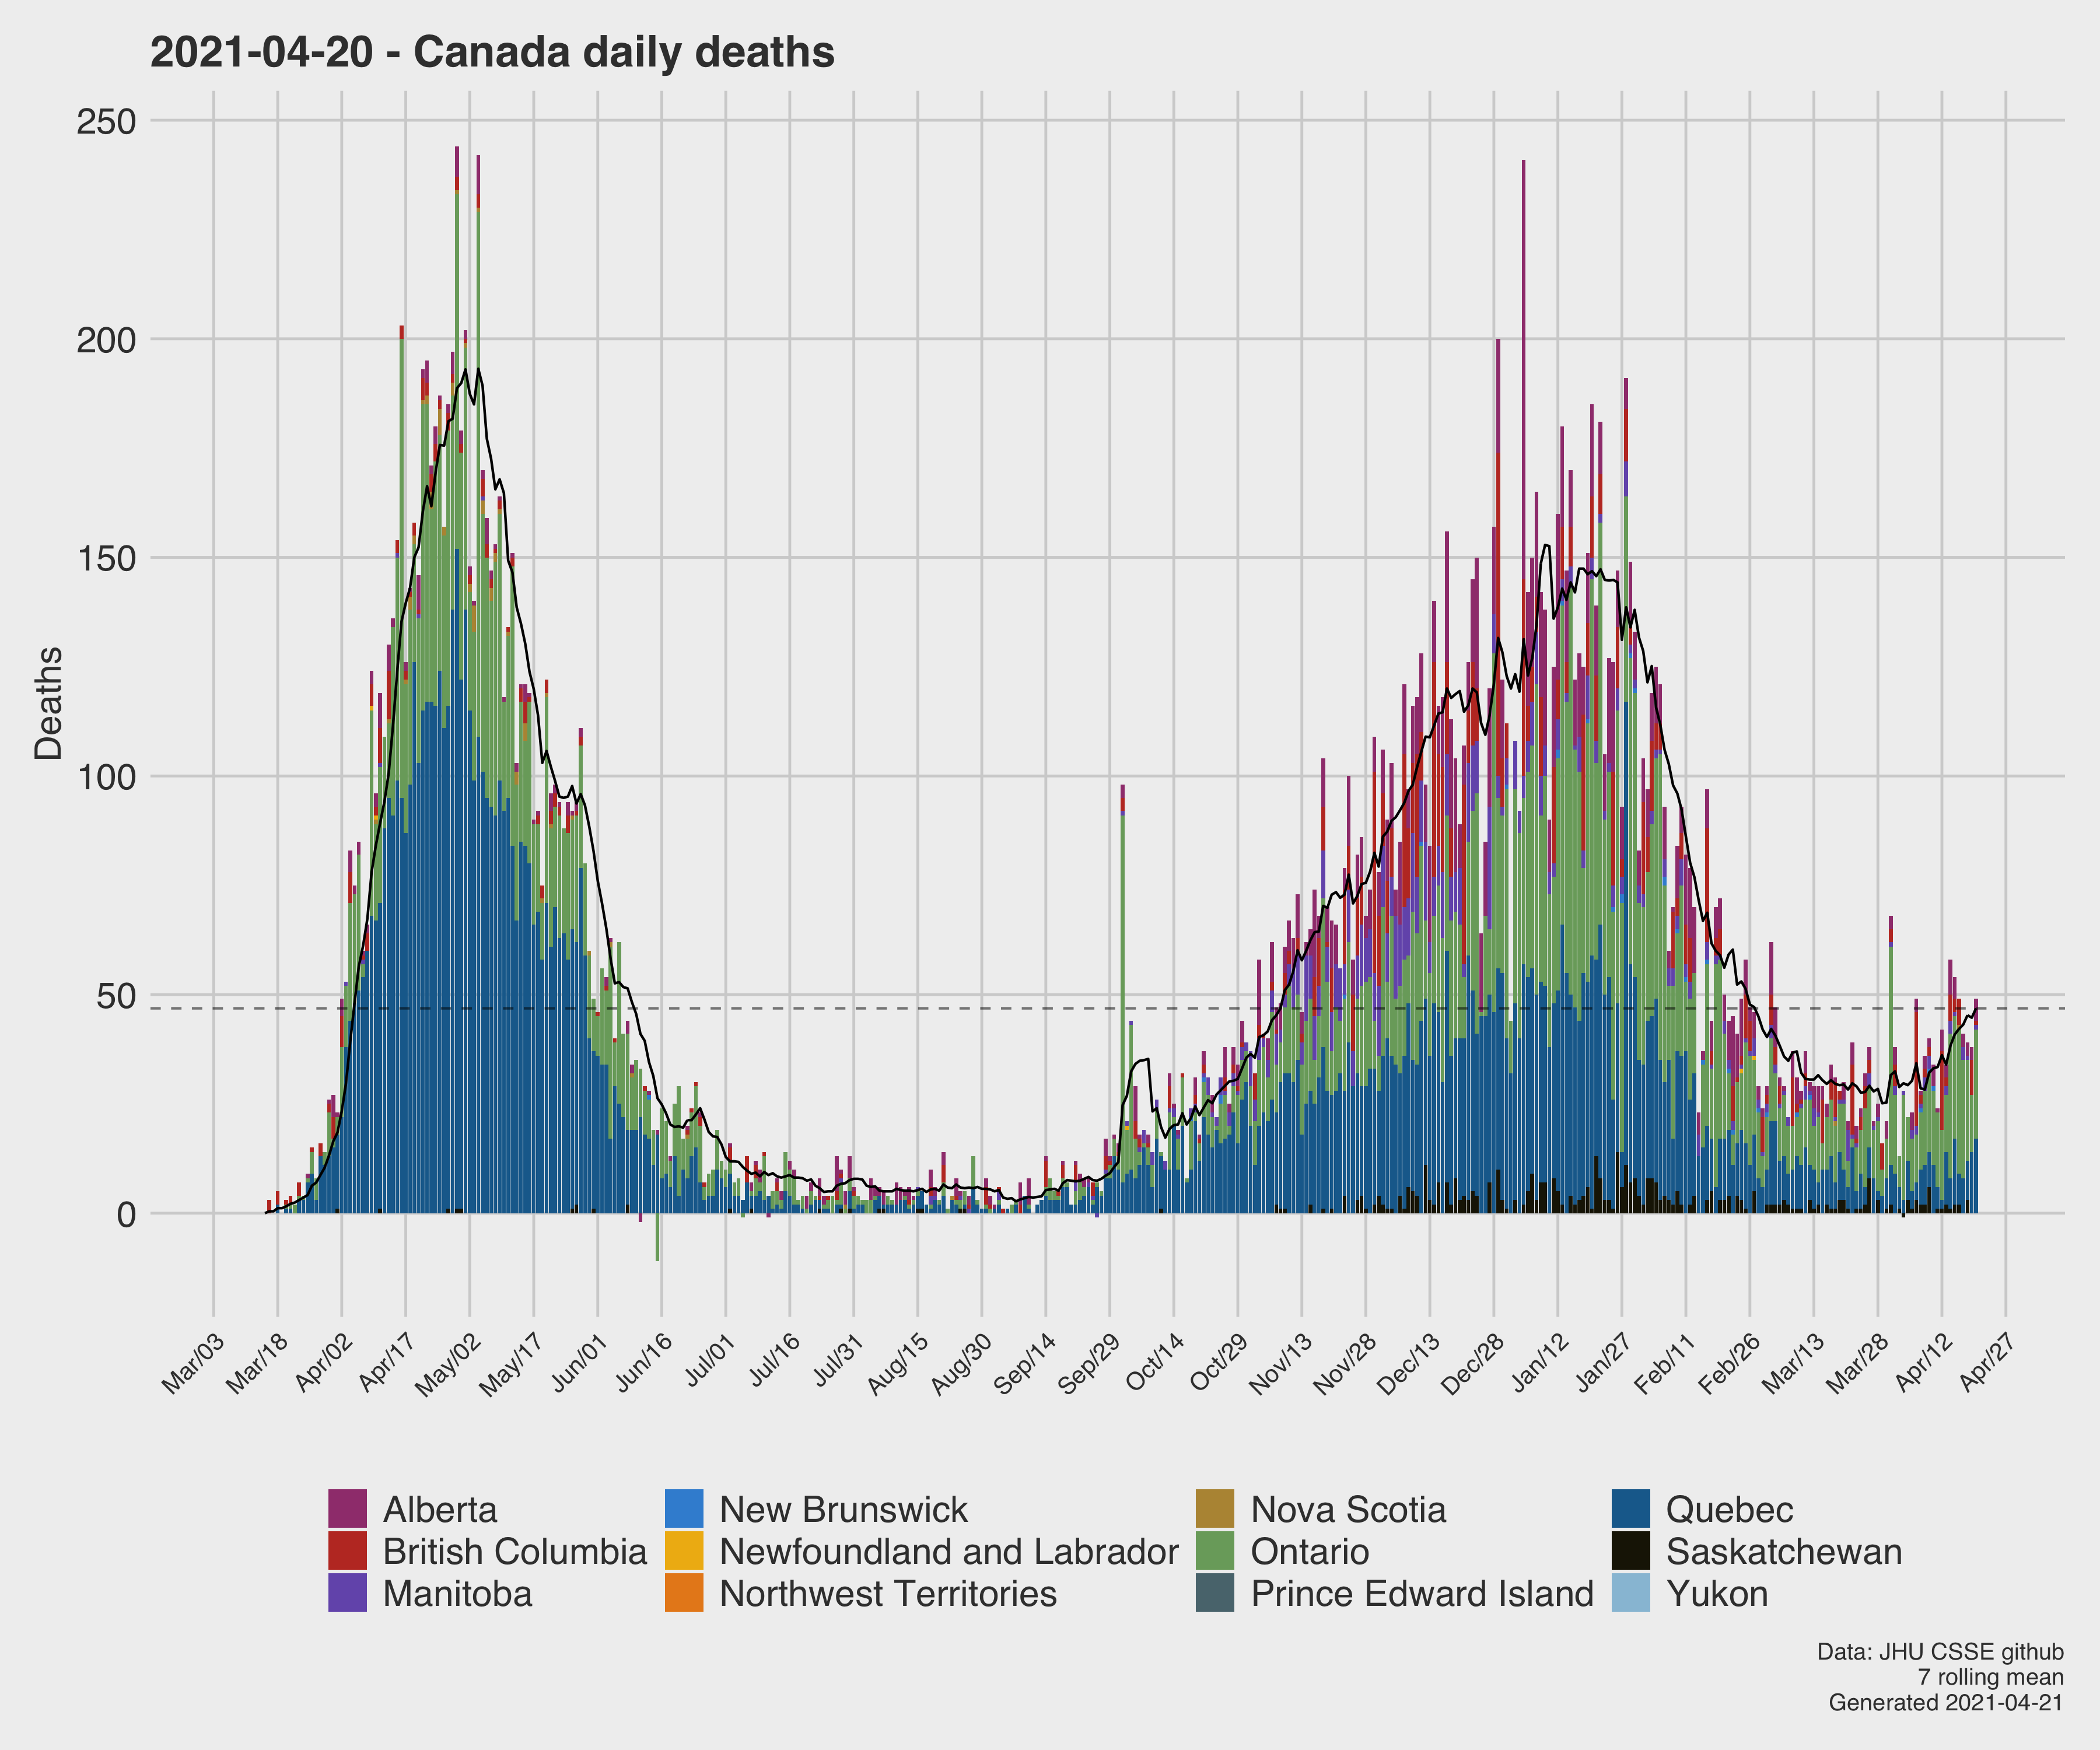 2021-04-20 - Canada daily deaths
250
200
150
100
50
0
Deaths
Mar/03
Mar/18
Apr/02
Apr/17
May/02
May/17
Jun/01
Jun/16
Jul/01
Jul/16
Jul/31
Aug/15
Aug/30
Sep/14
Sep/29
Oct/14
Oct/29
Nov/13
Nov/28
Dec/13
Dec/28
Jan/12
Jan/27
Feb/11
Feb/26
Mar/13
Mar/28
Apr/12
Apr/27
Alberta
British Columbia
Manitoba
New Brunswick
Newfoundland and Labrador
Northwest Territories
Nova Scotia
Ontario
Prince Edward Island
Quebec
Saskatchewan
Yukon
Data: JHU CSSE github
7 rolling mean
Generated 2021-04-21